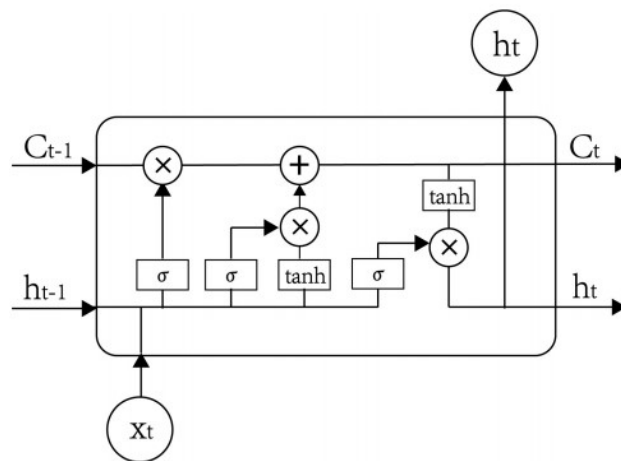 ht
Ct-1 × + Ct
tanh
× ×
σ σ tanh σ
ht-1 ht
xt